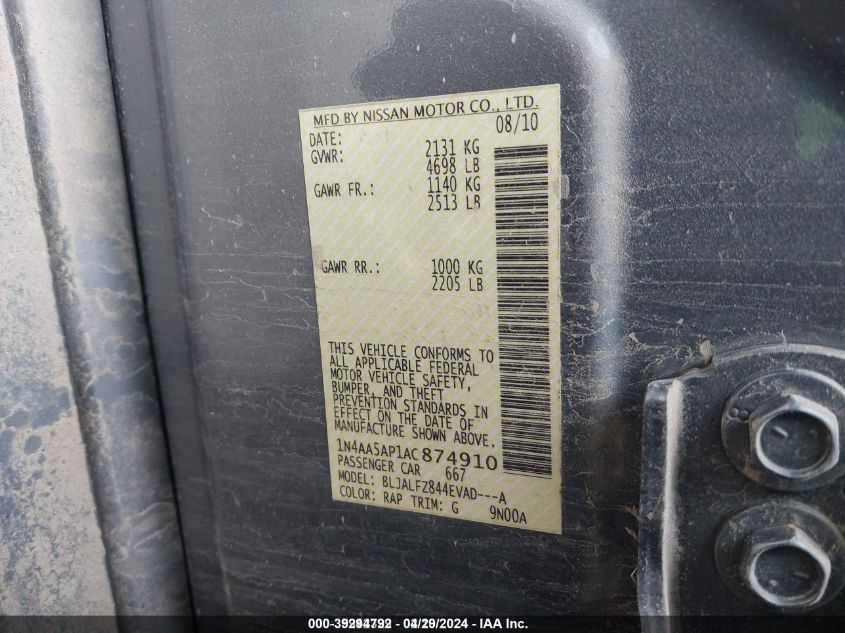 MFD BY NISSAN MOTOR CO., LTD.
DATE: 08/10
GVWR: 2131 KG
4698 LB
GAWR FR.: 1140 KG
2513 LB
GAWR RR.: 1000 KG
2205 LB
THIS VEHICLE CONFORMS TO
ALL APPLICABLE FEDERAL
MOTOR VEHICLE SAFETY,
BUMPER, AND THEFT
PREVENTION STANDARDS IN
EFFECT ON THE DATE OF
MANUFACTURE SHOWN ABOVE.
1N4AA5AP1AC874910
PASSENGER CAR 667
MODEL: BLJALFZ844EVAD---A
COLOR: RAP TRIM: G 9N00A
8
000-39294792 - 04/29/2024 - IAA Inc.